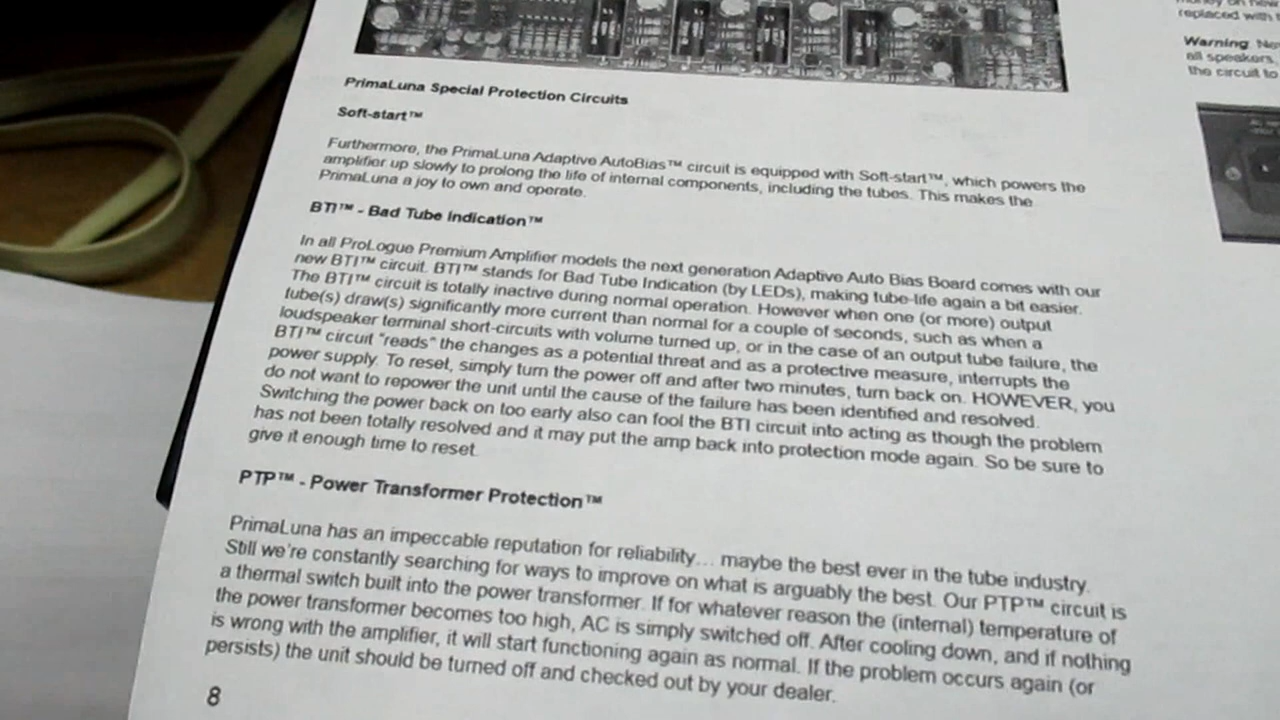 PrimaLuna Special Protection Circuits
Soft-start™
Furthermore, the PrimaLuna Adaptive AutoBias™ circuit is equipped with Soft-start™, which powers the
amplifier up slowly to prolong the life of internal components, including the tubes. This makes the
PrimaLuna a joy to own and operate.
BTI™ - Bad Tube Indication™
In all ProLogue Premium Amplifier models the next generation Adaptive Auto Bias Board comes with our
new BTI™ circuit. BTI™ stands for Bad Tube Indication (by LEDs), making tube-life again a bit easier.
The BTI™ circuit is totally inactive during normal operation. However when one (or more) output
tube(s) draw(s) significantly more current than normal for a couple of seconds, such as when a
loudspeaker terminal short-circuits with volume turned up, or in the case of an output tube failure, the
BTI™ circuit "reads" the changes as a potential threat and as a protective measure, interrupts the
power supply. To reset, simply turn the power off and after two minutes, turn back on. HOWEVER, you
do not want to repower the unit until the cause of the failure has been identified and resolved.
Switching the power back on too early also can fool the BTI circuit into acting as though the problem
has not been totally resolved and it may put the amp back into protection mode again. So be sure to
give it enough time to reset.
PTP™ - Power Transformer Protection™
PrimaLuna has an impeccable reputation for reliability... maybe the best ever in the tube industry.
Still we're constantly searching for ways to improve on what is arguably the best. Our PTP™ circuit is
a thermal switch built into the power transformer. If for whatever reason the (internal) temperature of
the power transformer becomes too high, AC is simply switched off. After cooling down, and if nothing
is wrong with the amplifier, it will start functioning again as normal. If the problem occurs again (or
persists) the unit should be turned off and checked out by your dealer.
8
replaced with
Warning
all speakers.
the circuit to